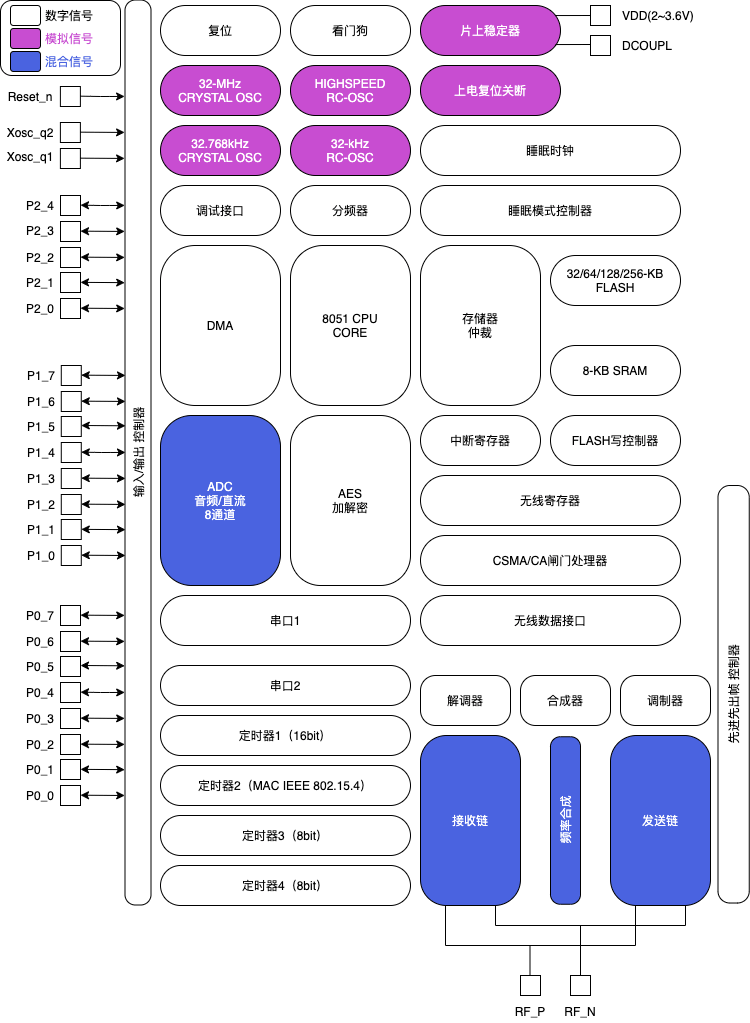 数字信号
模拟信号
混合信号
复位
看门狗
片上稳定器
VDD(2~3.6V)
DCOUPL
32-MHz
CRYSTAL OSC
HIGHSPEED
RC-OSC
上电复位关断
Reset_n
Xosc_q2
Xosc_q1
32.768kHz
CRYSTAL OSC
32-kHz
RC-OSC
睡眠时钟
P2_4
P2_3
P2_2
P2_1
P2_0
调试接口
分频器
睡眠模式控制器
DMA
8051 CPU
CORE
存储器
仲裁
32/64/128/256-KB
FLASH
8-KB SRAM
P1_7
P1_6
P1_5
P1_4
P1_3
P1_2
P1_1
P1_0
输入/输出 控制器
ADC
音频/直流
8通道
AES
加解密
中断寄存器
FLASH写控制器
无线寄存器
CSMA/CA闸门处理器
P0_7
P0_6
P0_5
P0_4
P0_3
P0_2
P0_1
P0_0
串口1
无线数据接口
串口2
解调器
合成器
调制器
先进先出帧 控制器
定时器1（16bit）
定时器2（MAC IEEE 802.15.4）
定时器3（8bit）
定时器4（8bit）
接收链
频率合成
发送链
RF_P
RF_N